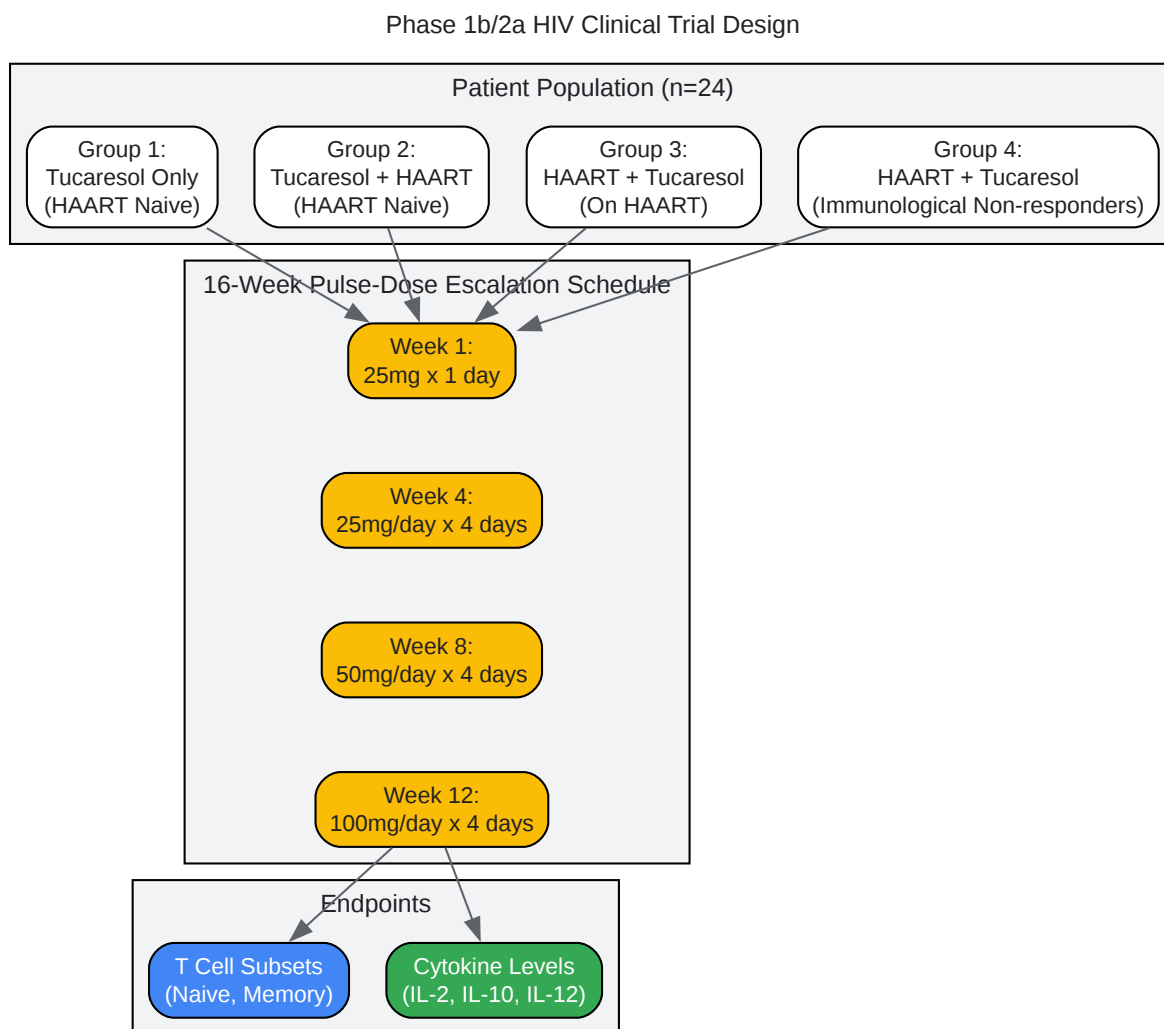 Phase 1b/2a HIV Clinical Trial Design
Patient Population (n=24)
Group 1:
Tucaresol Only
(HAART Naive)
Group 2:
Tucaresol + HAART
(HAART Naive)
Group 3:
HAART + Tucaresol
(On HAART)
Group 4:
HAART + Tucaresol
(Immunological Non-responders)
16-Week Pulse-Dose Escalation Schedule
Week 1:
25mg x 1 day
Week 4:
25mg/day x 4 days
Week 8:
50mg/day x 4 days
Week 12:
100mg/day x 4 days
Endpoints
T Cell Subsets
(Naive, Memory)
Cytokine Levels
(IL-2, IL-10, IL-12)